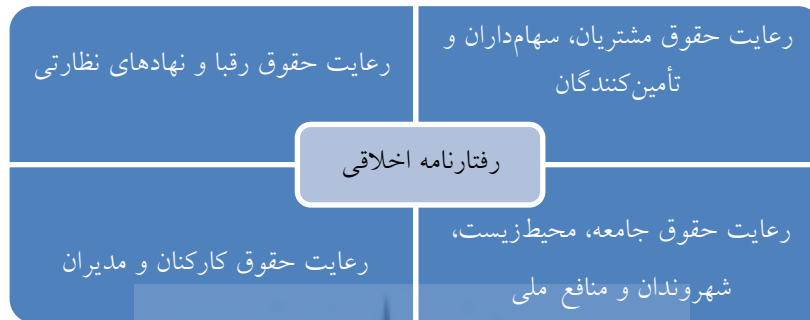 رعایت حقوق مشتریان، سهام‌داران و
تأمین‌کنندگان
رعایت حقوق رقبا و نهادهای نظارتی
رفتارنامه اخلاقی
رعایت حقوق جامعه، محیط‌زیست،
شهروندان و منافع ملی
رعایت حقوق کارکنان و مدیران